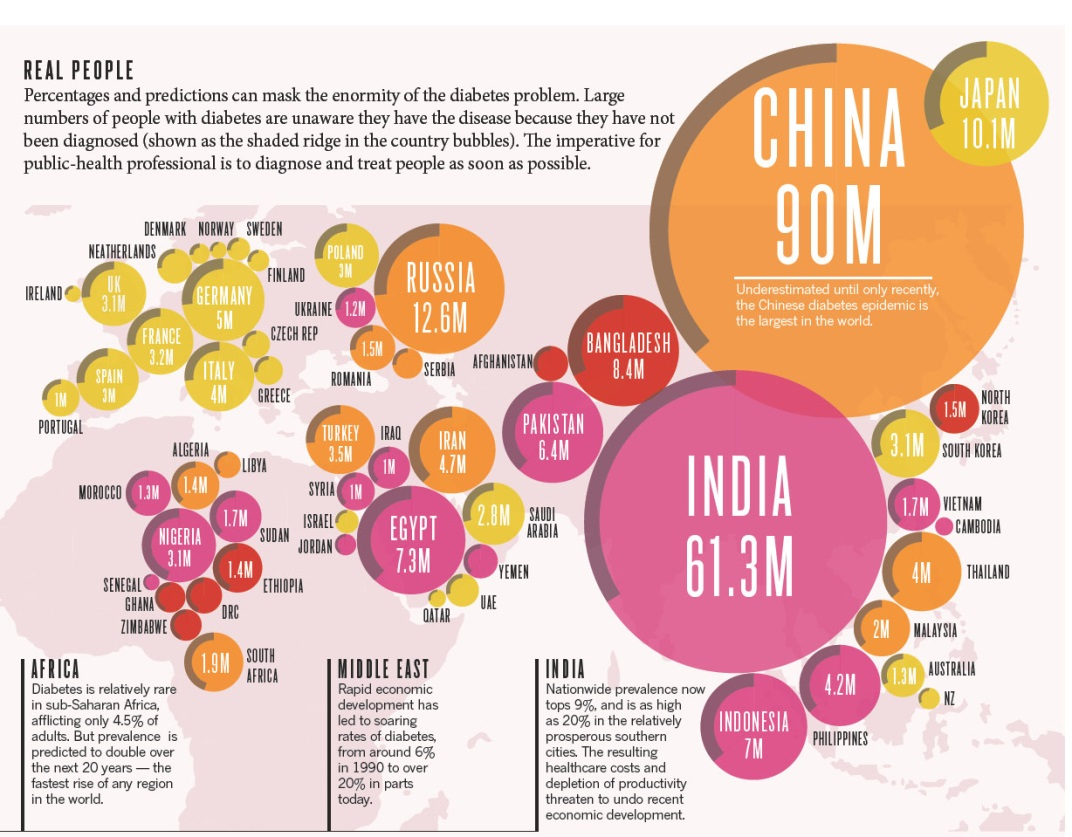 REAL PEOPLE
Percentages and predictions can mask the enormity of the diabetes problem. Large
numbers of people with diabetes are unaware they have the disease because they have not
been diagnosed (shown as the shaded ridge in the country bubbles). The imperative for
public-health professional is to diagnose and treat people as soon as possible.
CHINA
90M
Underestimated until only recently,
the Chinese diabetes epidemic is
the largest in the world.
JAPAN
10.1M
DENMARK
NORWAY
SWEDEN
NEATHERLANDS
FINLAND
IRELAND
UK
3.1M
GERMANY
5M
FRANCE
3.2M
CZECH REP
SPAIN
3M
ITALY
4M
GREECE
1M
PORTUGAL
POLAND
3M
RUSSIA
12.6M
UKRAINE
1.2M
1.5M
ROMANIA
SERBIA
AFGHANISTAN
BANGLADESH
8.4M
PAKISTAN
6.4M
INDIA
61.3M
TURKEY
3.5M
IRAQ
1M
IRAN
4.7M
SYRIA
1M
ISRAEL
JORDAN
EGYPT
7.3M
2.8M
SAUDI
ARABIA
YEMEN
UAE
QATAR
ALGERIA
1.4M
LIBYA
MOROCCO
1.3M
1.7M
SUDAN
NIGERIA
3.1M
1.4M
ETHIOPIA
SENEGAL
GHANA
DRC
ZIMBABWE
1.9M
SOUTH
AFRICA
1.5M
NORTH
KOREA
3.1M
SOUTH KOREA
1.7M
VIETNAM
CAMBODIA
4M
THAILAND
2M
MALAYSIA
4.2M
PHILIPPINES
1.3M
AUSTRALIA
NZ
INDONESIA
7M
AFRICA
Diabetes is relatively rare
in sub-Saharan Africa,
afflicting only 4.5% of
adults. But prevalence is
predicted to double over
the next 20 years — the
fastest rise of any region
in the world.
MIDDLE EAST
Rapid economic
development has
led to soaring
rates of diabetes,
from around 6%
in 1990 to over
20% in parts
today.
INDIA
Nationwide prevalence now
tops 9%, and is as high
as 20% in the relatively
prosperous southern
cities. The resulting
healthcare costs and
depletion of productivity
threaten to undo recent
economic development.